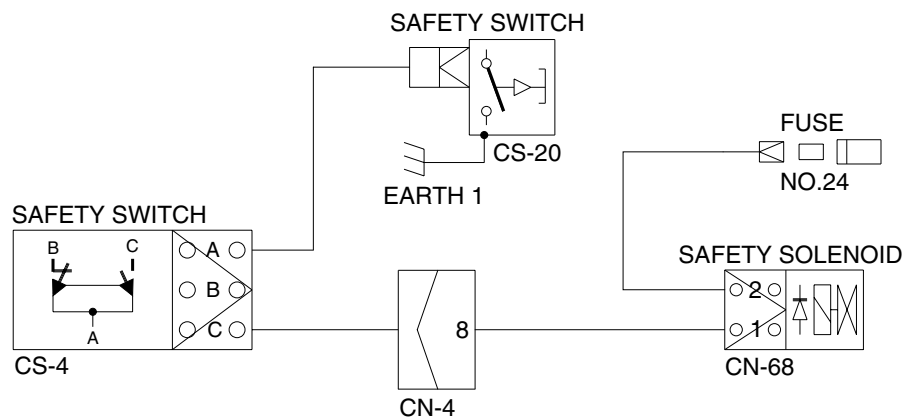 SAFETY SWITCH
CS-20
EARTH 1
FUSE
NO.24
SAFETY SWITCH
B
C
A
A
B
C
CS-4
8
CN-4
SAFETY SOLENOID
2
1
CN-68